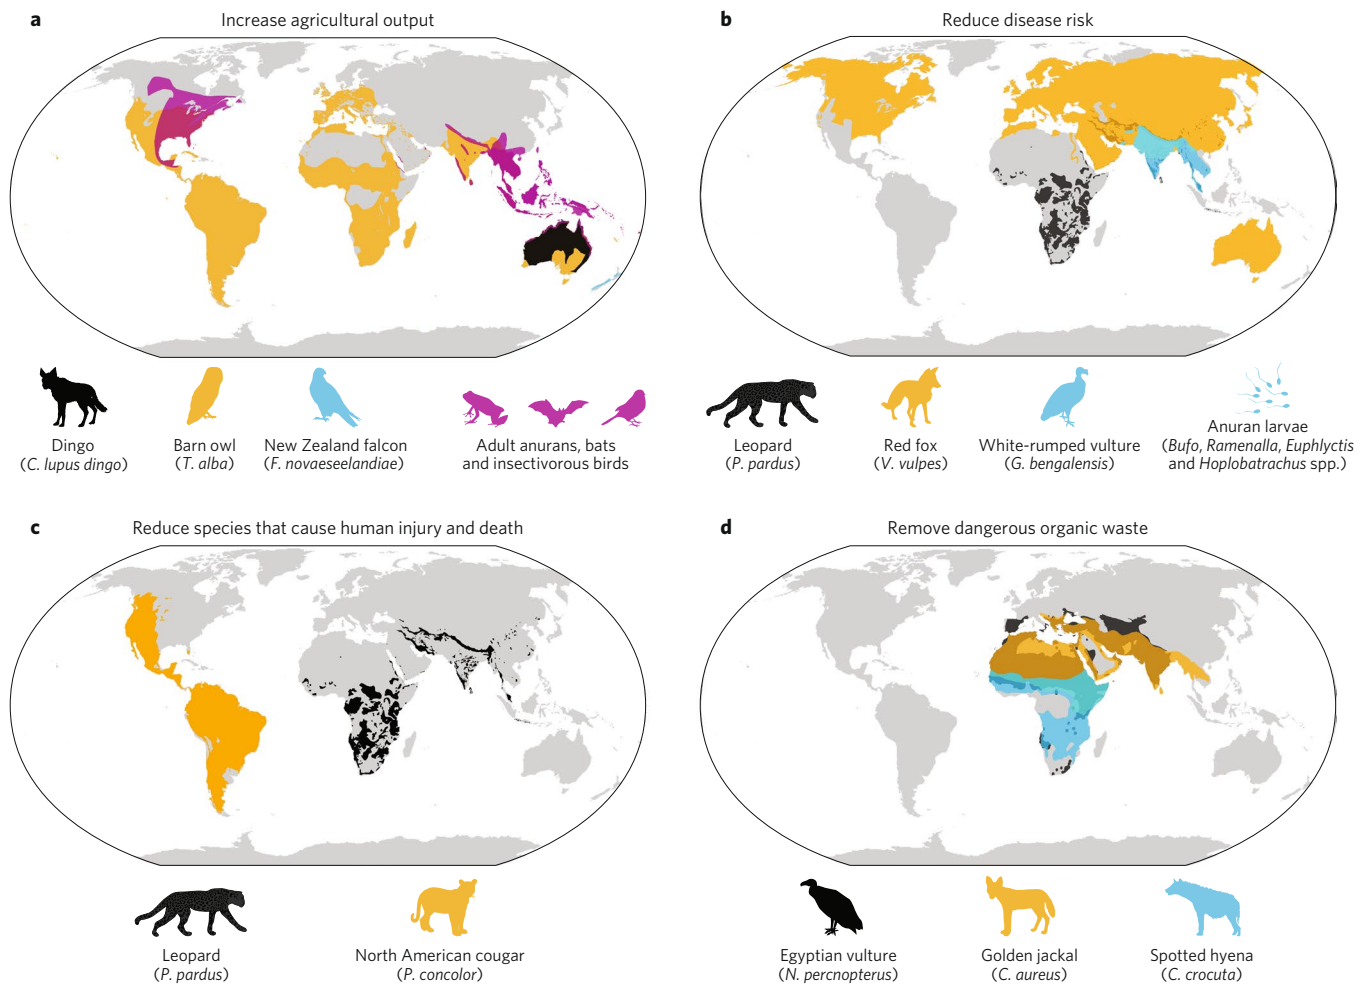 a Increase agricultural output
Dingo
(C. lupus dingo)
Barn owl
(T. alba)
New Zealand falcon
(F. novaeseelandiae)
Adult anurans, bats
and insectivorous birds
b Reduce disease risk
Leopard
(P. pardus)
Red fox
(V. vulpes)
White-rumped vulture
(G. bengalensis)
Anuran larvae
(Bufo, Ramenalla, Euphlyctis
and Hoplobatrachus spp.)
c Reduce species that cause human injury and death
Leopard
(P. pardus)
North American cougar
(P. concolor)
d Remove dangerous organic waste
Egyptian vulture
(N. percnopterus)
Golden jackal
(C. aureus)
Spotted hyena
(C. crocuta)